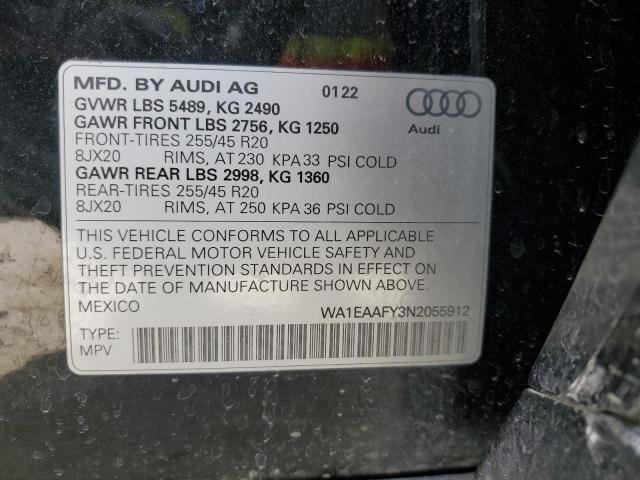 MFD. BY AUDI AG 0122
GVWR LBS 5489, KG 2490
GAWR FRONT LBS 2756, KG 1250
FRONT-TIRES 255/45 R20
8JX20 RIMS, AT 230 KPA 33 PSI COLD
GAWR REAR LBS 2998, KG 1360
REAR-TIRES 255/45 R20
8JX20 RIMS, AT 250 KPA 36 PSI COLD
Audi
THIS VEHICLE CONFORMS TO ALL APPLICABLE
U.S. FEDERAL MOTOR VEHICLE SAFETY AND
THEFT PREVENTION STANDARDS IN EFFECT ON
THE DATE OF MANUFACTURE SHOWN ABOVE.
MEXICO WA1EAAFY3N2055912
TYPE:
MPV